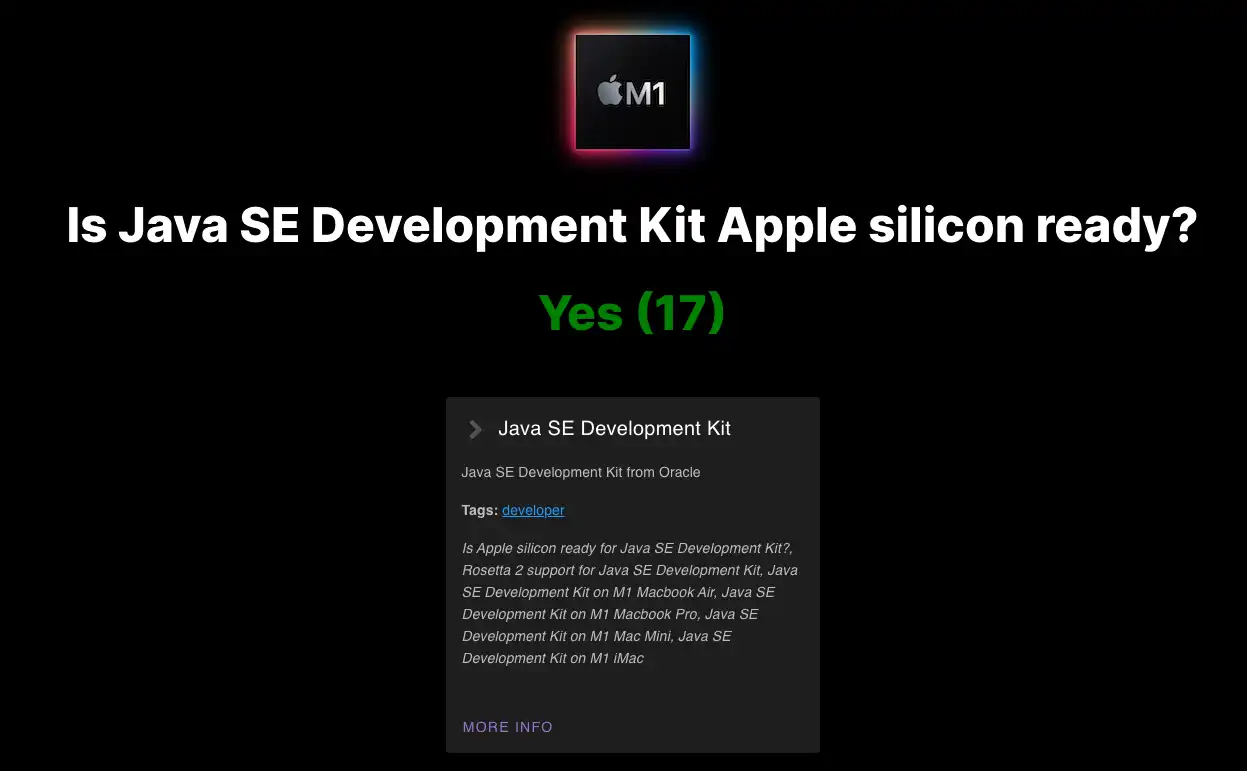 M1
Is Java SE Development Kit Apple silicon ready?
Yes (17)
Java SE Development Kit
Java SE Development Kit from Oracle
Tags: developer
Is Apple silicon ready for Java SE Development Kit?,
Rosetta 2 support for Java SE Development Kit, Java
SE Development Kit on M1 Macbook Air, Java SE
Development Kit on M1 Macbook Pro, Java SE
Development Kit on M1 Mac Mini, Java SE
Development Kit on M1 iMac
MORE INFO